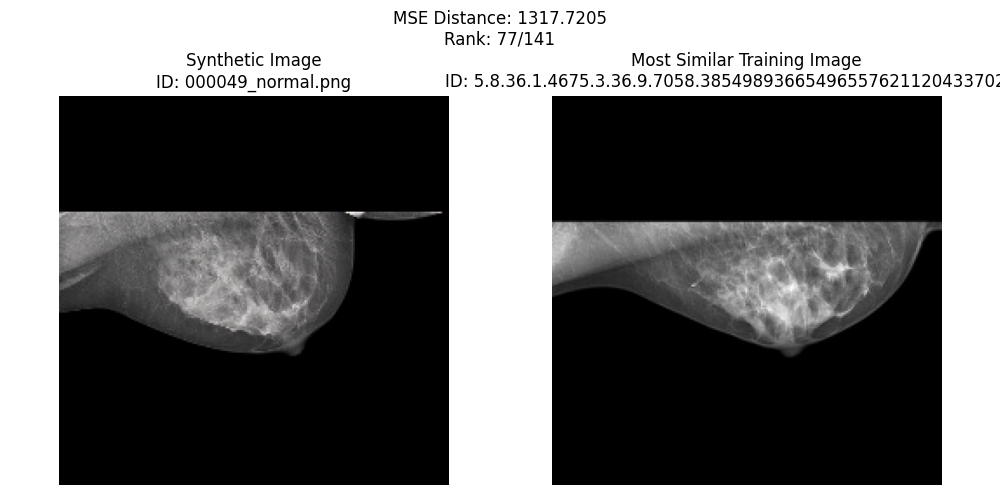 MSE Distance: 1317.7205
Rank: 77/141
Synthetic Image
ID: 000049_normal.png
Most Similar Training Image
ID: 5.8.36.1.4675.3.36.9.7058.38549893665496557621120433702